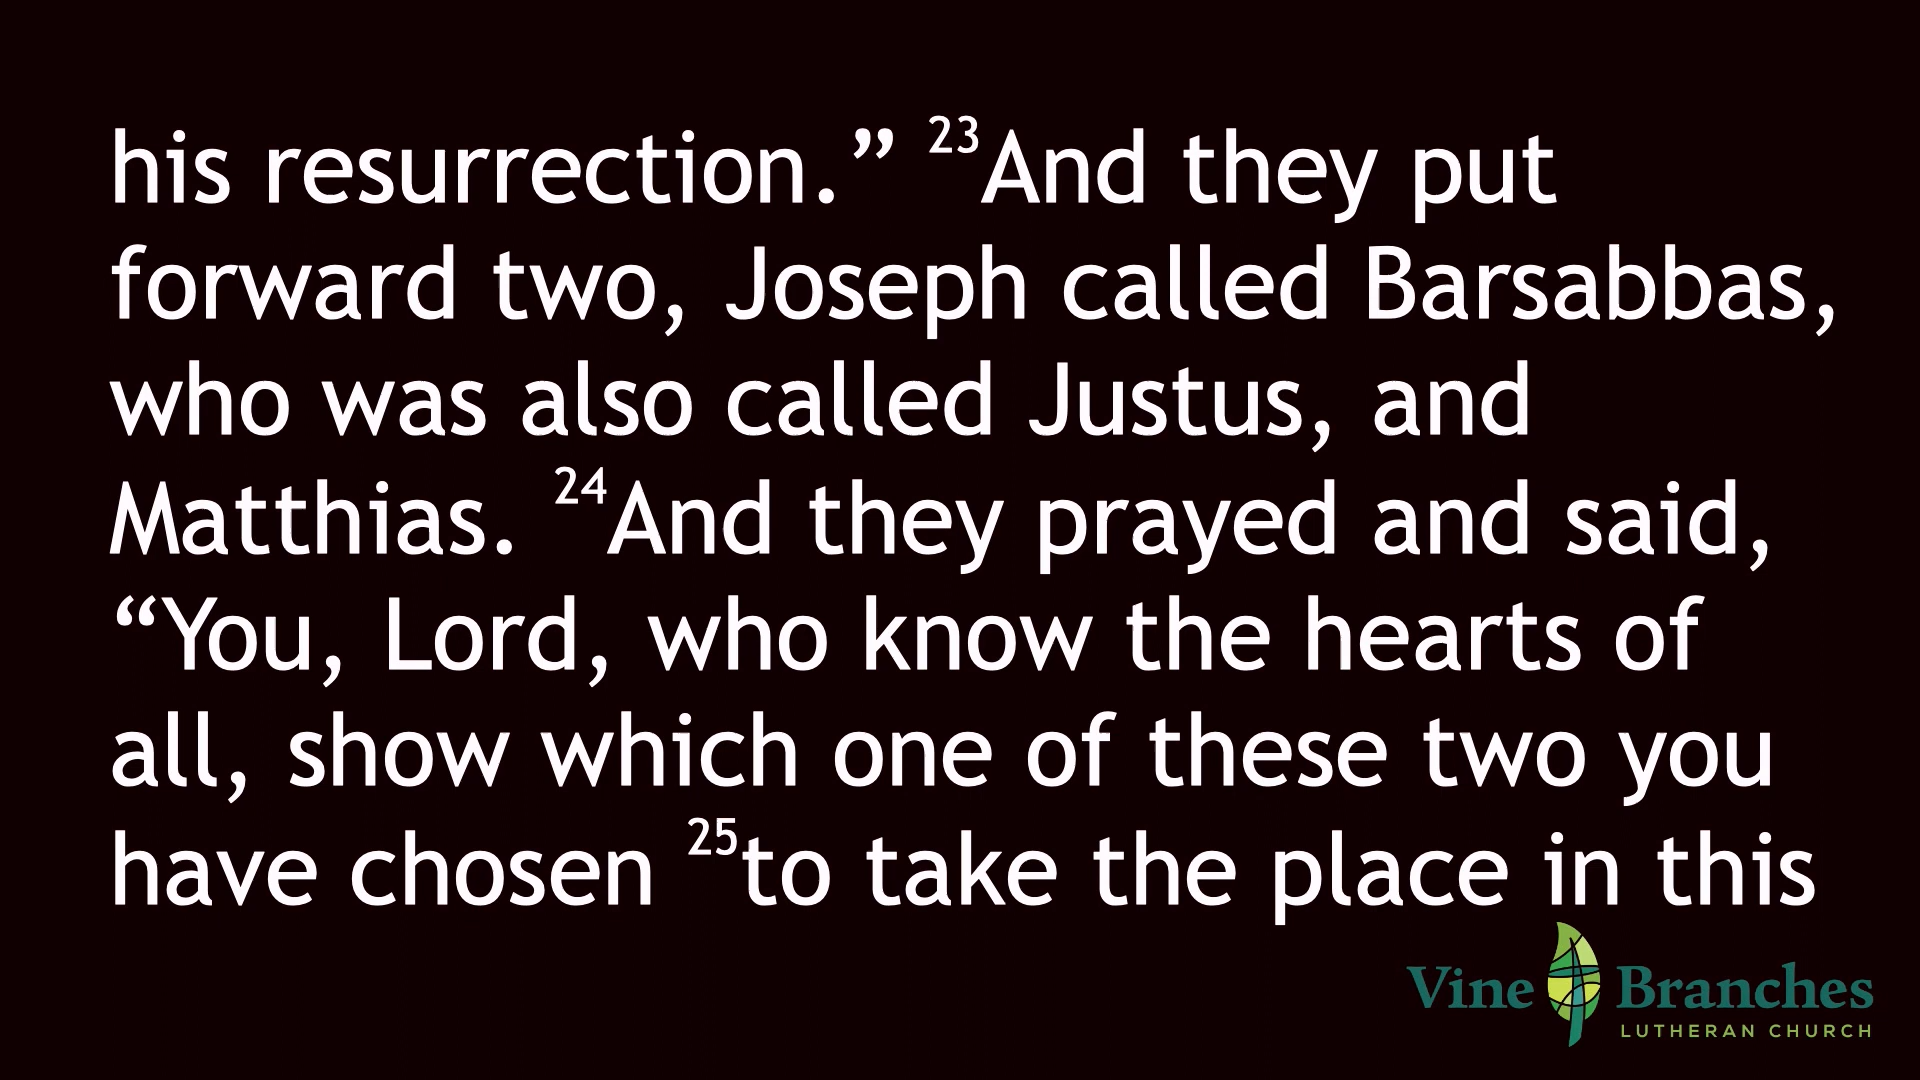 his resurrection.” 23And they put
forward two, Joseph called Barsabbas,
who was also called Justus, and
Matthias. 24And they prayed and said,
“You, Lord, who know the hearts of
all, show which one of these two you
have chosen 25to take the place in this
Vine Branches
LUTHERAN CHURCH